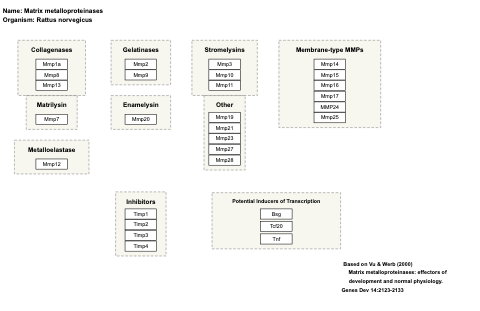 Name: Matrix metalloproteinases
Organism: Rattus norvegicus
Collagenases
Mmp1a
Mmp8
Mmp13
Gelatinases
Mmp2
Mmp9
Stromelysins
Mmp3
Mmp10
Mmp11
Membrane-type MMPs
Mmp14
Mmp15
Mmp16
Mmp17
MMP24
Mmp25
Matrilysin
Mmp7
Enamelysin
Mmp20
Other
Mmp19
Mmp21
Mmp23
Mmp27
Mmp28
Metalloelastase
Mmp12
Inhibitors
Timp1
Timp2
Timp3
Timp4
Potential Inducers of Transcription
Bsg
Tcf20
Tnf
Based on Vu & Werb (2000)
Matrix metalloproteinases: effectors of
development and normal physiology.
Genes Dev 14:2123-2133